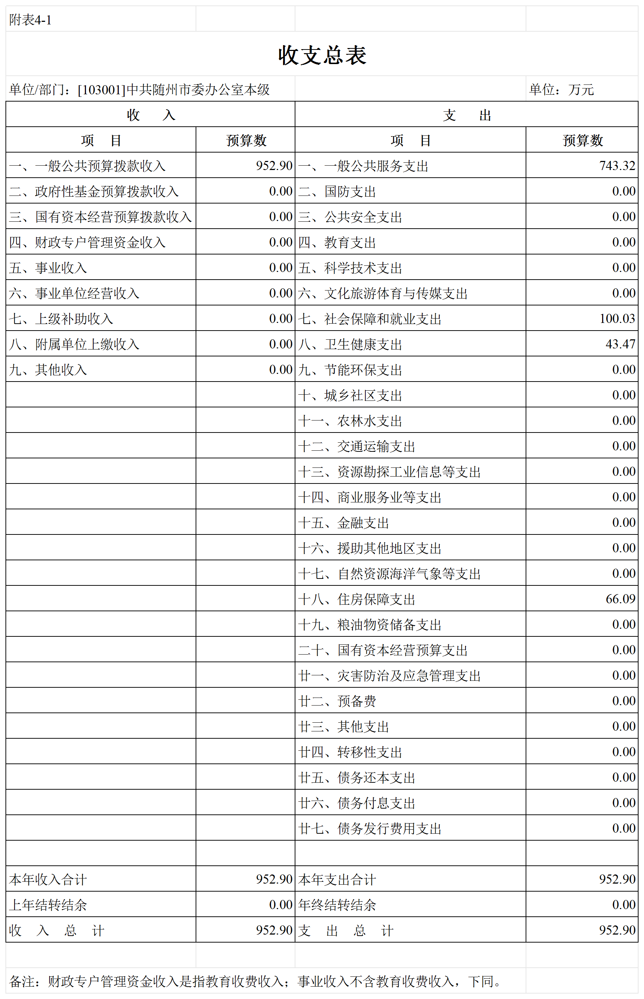 附表4-1
收支总表
单位/部门：[103001]中共随州市委办公室本级 单位：万元
收 入 支 出
项 目 预算数 项 目 预算数
一、一般公共预算拨款收入 952.90 一、一般公共服务支出 743.32
二、政府性基金预算拨款收入 0.00 二、国防支出 0.00
三、国有资本经营预算拨款收入 0.00 三、公共安全支出 0.00
四、财政专户管理资金收入 0.00 四、教育支出 0.00
五、事业收入 0.00 五、科学技术支出 0.00
六、事业单位经营收入 0.00 六、文化旅游体育与传媒支出 0.00
七、上级补助收入 0.00 七、社会保障和就业支出 100.03
八、附属单位上缴收入 0.00 八、卫生健康支出 43.47
九、其他收入 0.00 九、节能环保支出 0.00
十、城乡社区支出 0.00
十一、农林水支出 0.00
十二、交通运输支出 0.00
十三、资源勘探工业信息等支出 0.00
十四、商业服务业等支出 0.00
十五、金融支出 0.00
十六、援助其他地区支出 0.00
十七、自然资源海洋气象等支出 0.00
十八、住房保障支出 66.09
十九、粮油物资储备支出 0.00
二十、国有资本经营预算支出 0.00
廿一、灾害防治及应急管理支出 0.00
廿二、预备费 0.00
廿三、其他支出 0.00
廿四、转移性支出 0.00
廿五、债务还本支出 0.00
廿六、债务付息支出 0.00
廿七、债务发行费用支出 0.00
本年收入合计 952.90 本年支出合计 952.90
上年结转结余 0.00 年终结转结余 0.00
收 入 总 计 952.90 支 出 总 计 952.90
备注：财政专户管理资金收入是指教育收费收入；事业收入不含教育收费收入，下同。